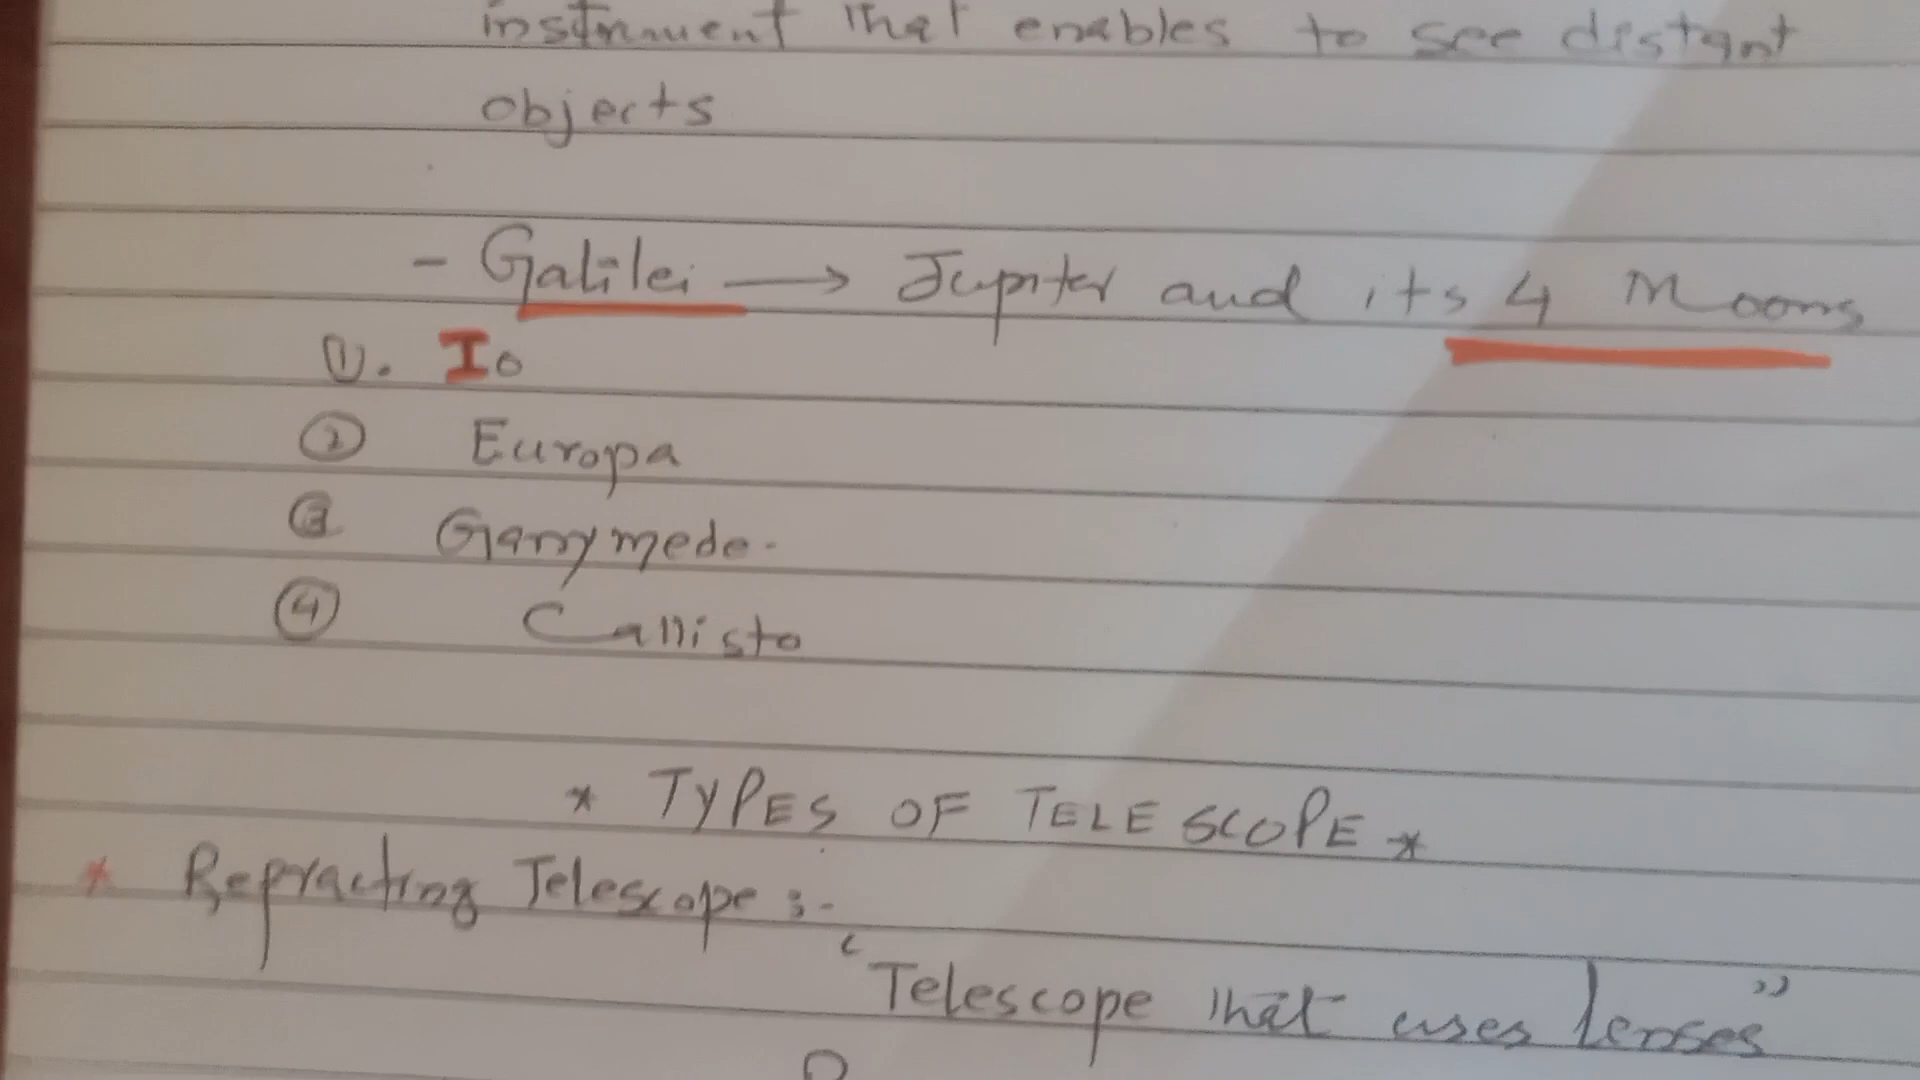 instrument that enables to see distant
objects
- Galilei → Jupiter and its 4 Moons
①. Io
② Europa
③ Ganymede.
④ Callisto
* TYPES OF TELESCOPE *
* Refracting Telescope :-
“Telescope that uses lenses”